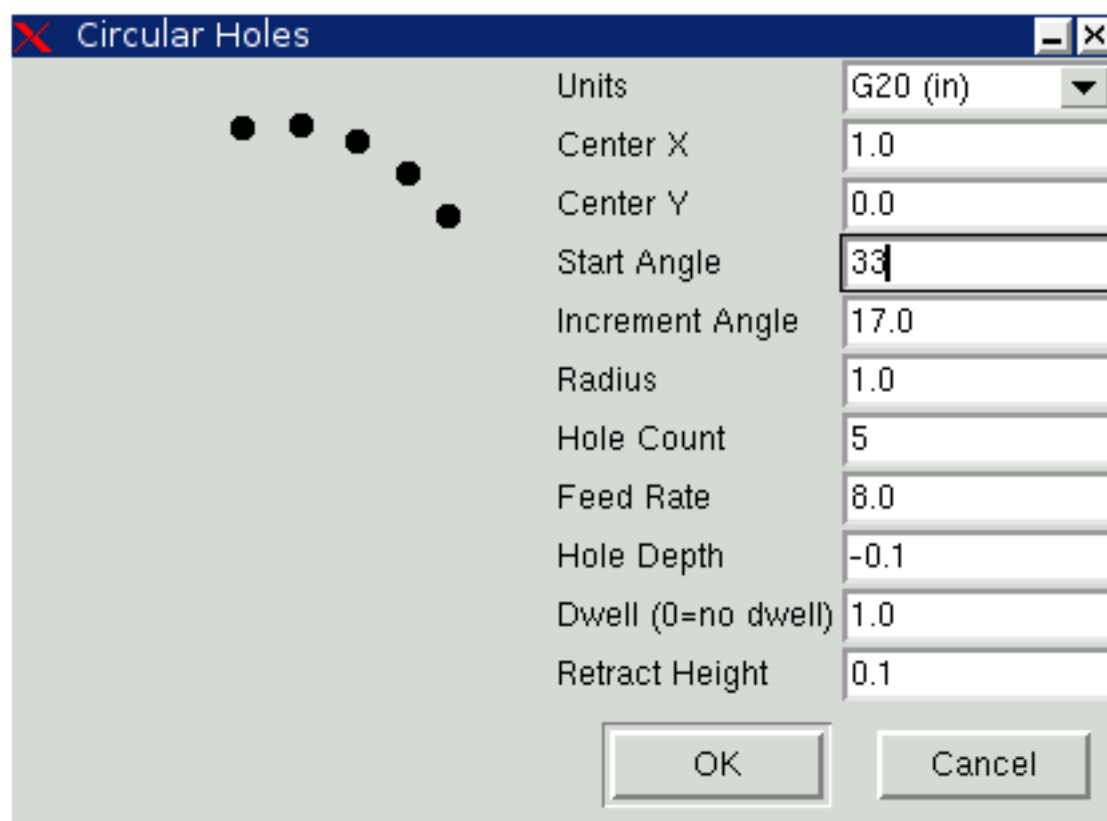 Circular Holes
Units G20 (in)
Center X 1.0
Center Y 0.0
Start Angle 33
Increment Angle 17.0
Radius 1.0
Hole Count 5
Feed Rate 8.0
Hole Depth -0.1
Dwell (0=no dwell) 1.0
Retract Height 0.1
OK Cancel